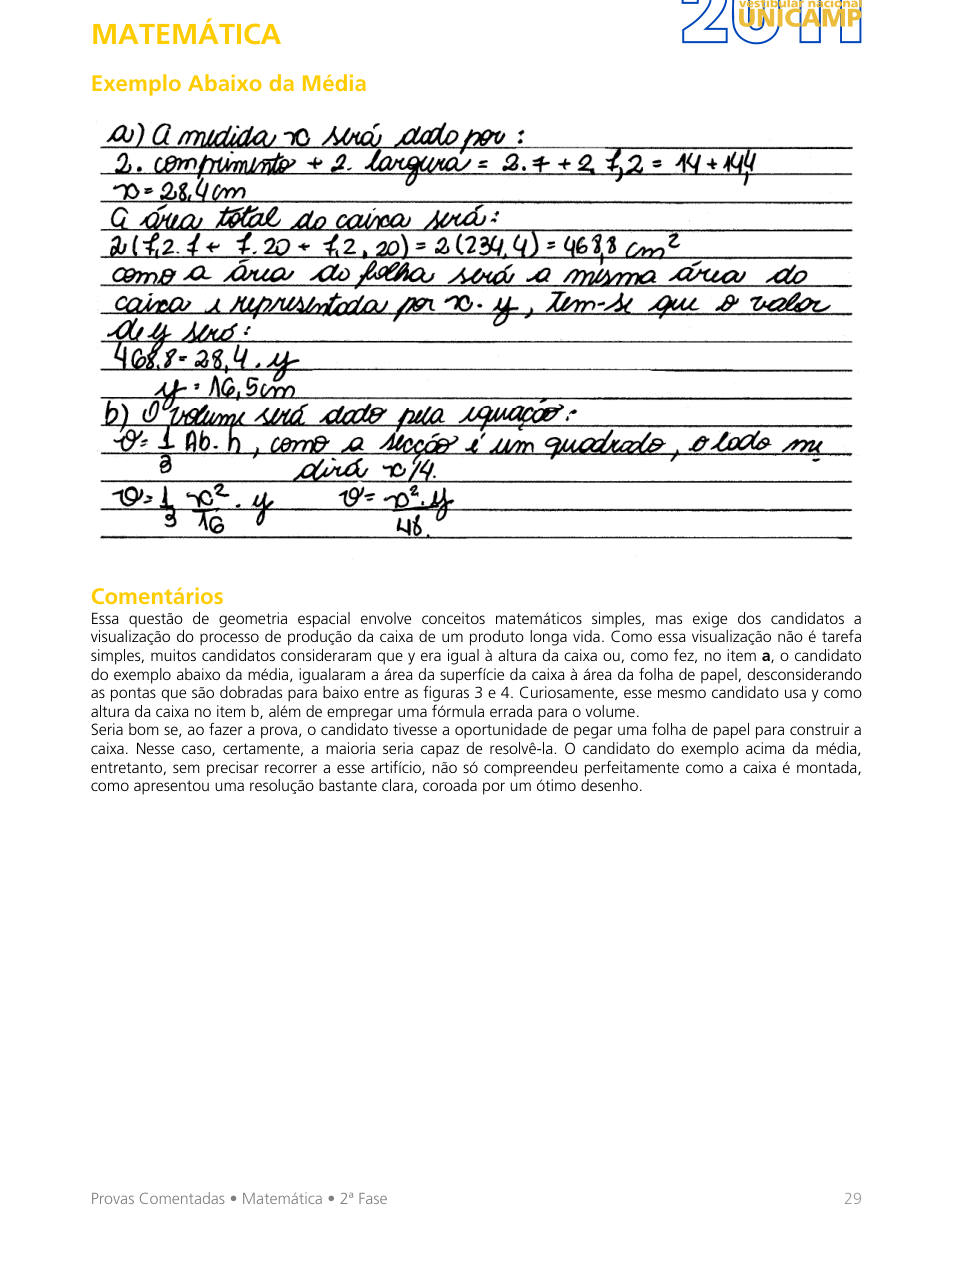 MATEMÁTICA
2011
vestibular nacional
UNICAMP
Exemplo Abaixo da Média
a) A medida x será dado por:
2. comprimento + 2. largura = 2.7 + 2. 7,2 = 14 + 14,4
x = 28,4 cm
A área total do caixa será:
2(7,2.7 + 7.20 + 7,2.20) = 2(234,4) = 468,8 cm²
como a área do folha será a mesma área do
caixa e representada por x.y, tem-se que o valor
de y será:
468,8 = 28,4.y
y = 16,5cm
b) O volume será dado pela equação:
v = 1/3 Ab.h, como a secção é um quadrado, o lado me
dirá x/4.
v = 1/3 x²/16 . y v = x².y/48.
Comentários
Essa questão de geometria espacial envolve conceitos matemáticos simples, mas exige dos candidatos a
visualização do processo de produção da caixa de um produto longa vida. Como essa visualização não é tarefa
simples, muitos candidatos consideraram que y era igual à altura da caixa ou, como fez, no item a, o candidato
do exemplo abaixo da média, igualaram a área da superfície da caixa à área da folha de papel, desconsiderando
as pontas que são dobradas para baixo entre as figuras 3 e 4. Curiosamente, esse mesmo candidato usa y como
altura da caixa no item b, além de empregar uma fórmula errada para o volume.
Seria bom se, ao fazer a prova, o candidato tivesse a oportunidade de pegar uma folha de papel para construir a
caixa. Nesse caso, certamente, a maioria seria capaz de resolvê-la. O candidato do exemplo acima da média,
entretanto, sem precisar recorrer a esse artifício, não só compreendeu perfeitamente como a caixa é montada,
como apresentou uma resolução bastante clara, coroada por um ótimo desenho.
Provas Comentadas • Matemática • 2ª Fase 29